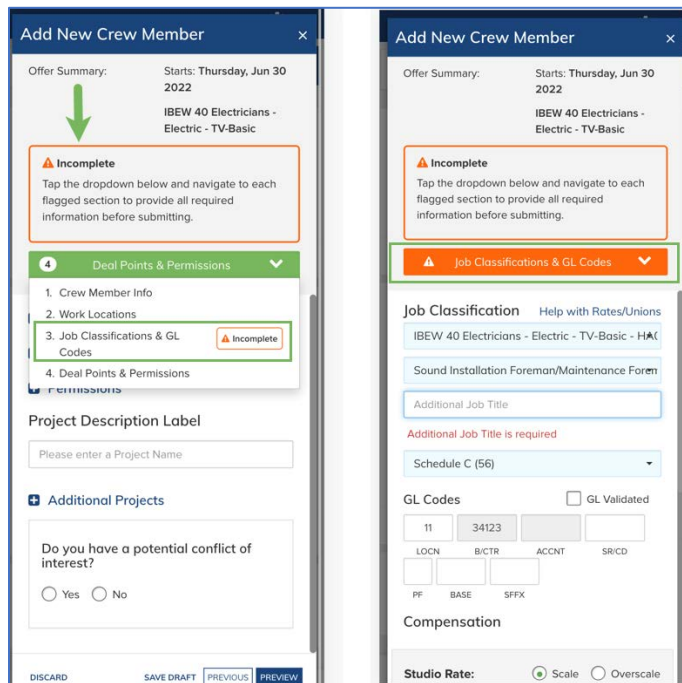 Add New Crew Member ×
Offer Summary: Starts: Thursday, Jun 30
2022
IBEW 40 Electricians -
Electric - TV-Basic
Incomplete
Tap the dropdown below and navigate to each
flagged section to provide all required
information before submitting.
4 Deal Points & Permissions
1. Crew Member Info
2. Work Locations
3. Job Classifications & GL
Codes
Incomplete
4. Deal Points & Permissions
Permissions
Project Description Label
Please enter a Project Name
Additional Projects
Do you have a potential conflict of
interest?
Yes No
DISCARD SAVE DRAFT PREVIOUS PREVIEW
Add New Crew Member ×
Offer Summary: Starts: Thursday, Jun 30
2022
IBEW 40 Electricians -
Electric - TV-Basic
Incomplete
Tap the dropdown below and navigate to each
flagged section to provide all required
information before submitting.
Job Classifications & GL Codes
Job Classification Help with Rates/Unions
IBEW 40 Electricians - Electric - TV-Basic -
Sound Installation Foreman/Maintenance
Additional Job Title
Additional Job Title is required
Schedule C (56)
GL Codes GL Validated
11 34123
LOCN B/CTR ACCNT SR/CD
PF BASE SFFX
Compensation
Studio Rate: Scale Overscale